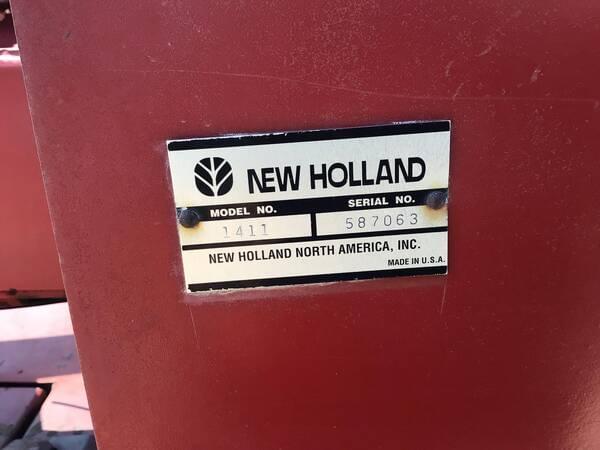 NEW HOLLAND
MODEL NO. SERIAL NO.
1411 587063
NEW HOLLAND NORTH AMERICA, INC.
MADE IN U.S.A.